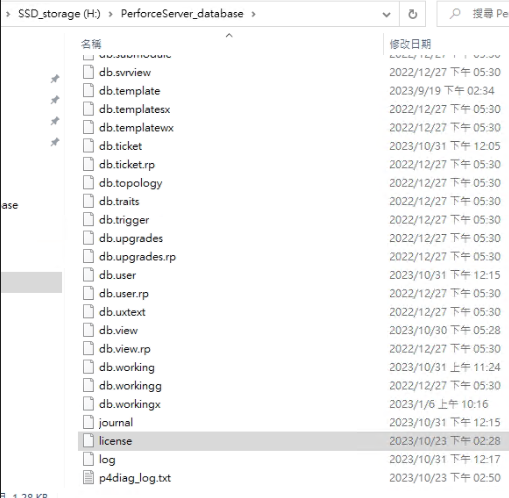 SSD_storage (H:) > PerforceServer_database >
搜尋 Pe
名稱 修改日期
db.submodule 2022/12/27 下午 05:30
db.svrview 2022/12/27 下午 05:30
db.template 2023/9/19 下午 02:34
db.templatesx 2022/12/27 下午 05:30
db.templatewx 2022/12/27 下午 05:30
db.ticket 2023/10/31 下午 12:05
db.ticket.rp 2022/12/27 下午 05:30
db.topology 2022/12/27 下午 05:30
db.traits 2022/12/27 下午 05:30
db.trigger 2022/12/27 下午 05:30
db.upgrades 2022/12/27 下午 05:30
db.upgrades.rp 2022/12/27 下午 05:30
db.user 2023/10/31 下午 12:15
db.user.rp 2022/12/27 下午 05:30
db.uxtext 2022/12/27 下午 05:30
db.view 2023/10/30 下午 05:28
db.view.rp 2022/12/27 下午 05:30
db.working 2023/10/31 上午 11:24
db.workingg 2022/12/27 下午 05:30
db.workingx 2023/1/6 上午 10:16
journal 2023/10/31 下午 12:15
license 2023/10/23 下午 02:28
log 2023/10/31 下午 12:17
p4diag_log.txt 2023/10/23 下午 02:50
ase
1.28 KB